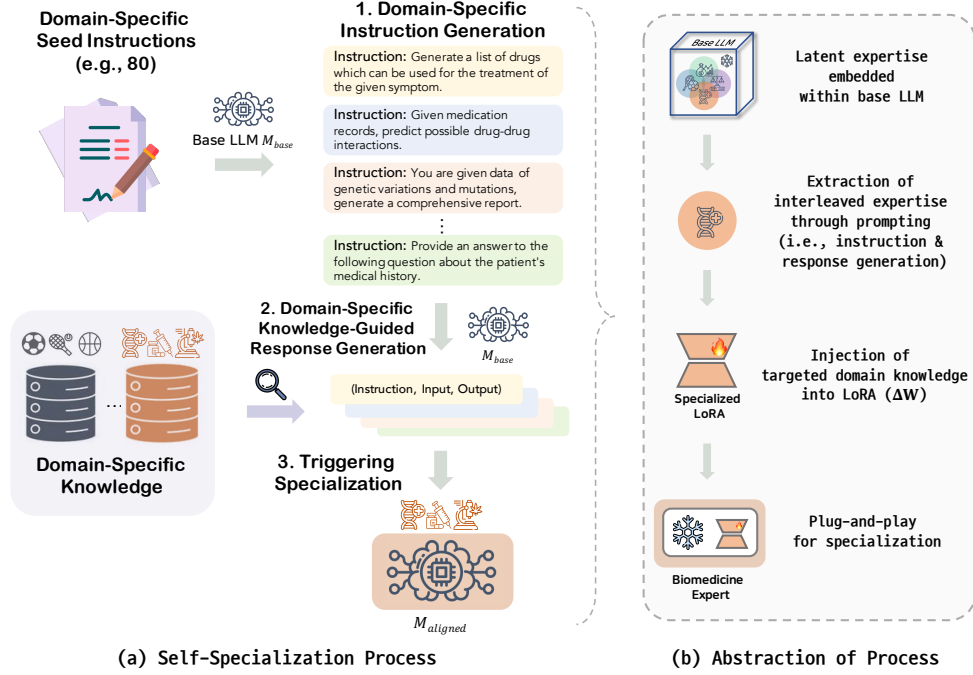 Domain-Specific
Seed Instructions
(e.g., 80)
Base LLM M_base
1. Domain-Specific
Instruction Generation
Instruction: Generate a list of drugs
which can be used for the treatment of
the given symptom.
Instruction: Given medication
records, predict possible drug-drug
interactions.
Instruction: You are given data of
genetic variations and mutations,
generate a comprehensive report.
⋮
Instruction: Provide an answer to the
following question about the patient's
medical history.
2. Domain-Specific
Knowledge-Guided
Response Generation
M_base
...
Domain-Specific
Knowledge
(Instruction, Input, Output)
3. Triggering
Specialization
M_aligned
(a) Self-Specialization Process
Base LLM
Latent expertise
embedded
within base LLM
Extraction of
interleaved expertise
through prompting
(i.e., instruction &
response generation)
Specialized
LoRA
Injection of
targeted domain knowledge
into LoRA (ΔW)
Biomedicine
Expert
Plug-and-play
for specialization
(b) Abstraction of Process